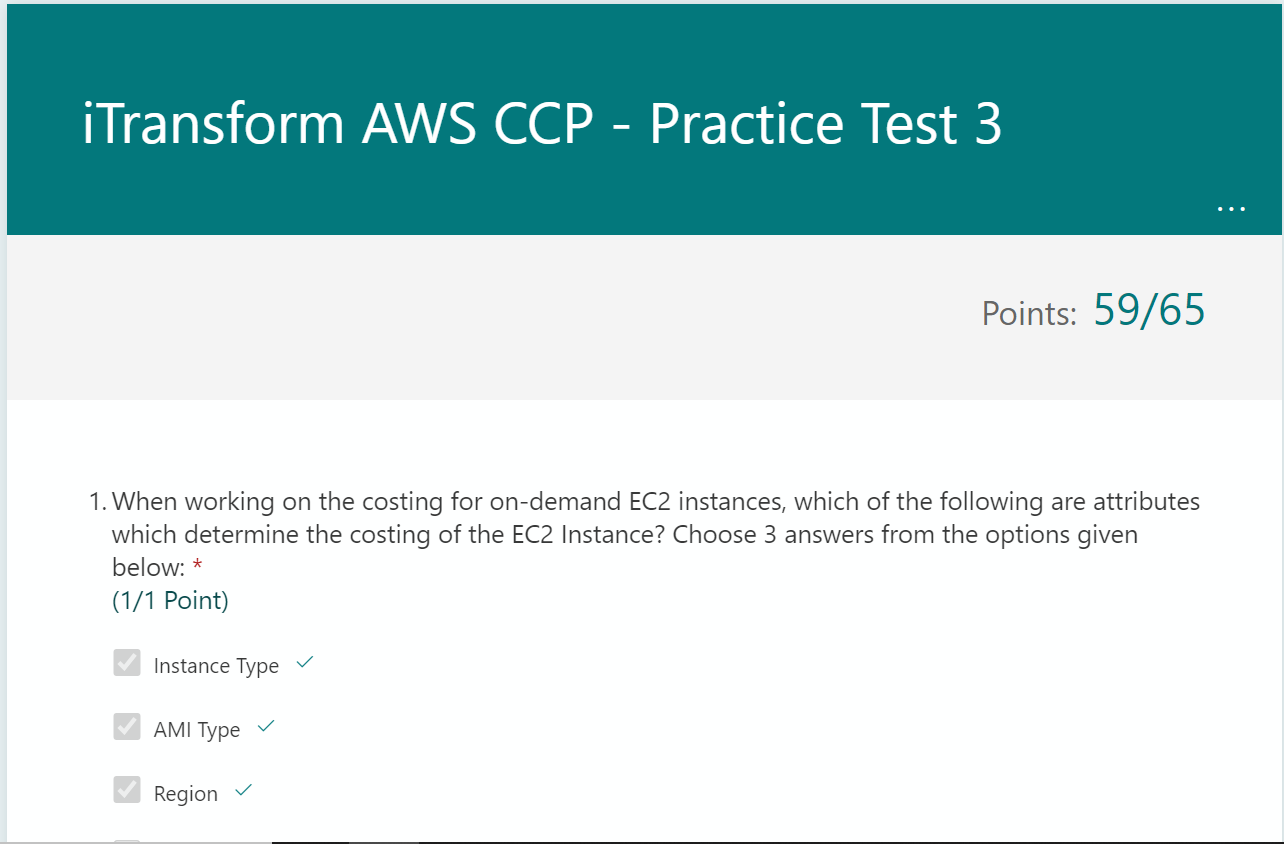 iTransform AWS CCP - Practice Test 3
...
Points: 59/65
1. When working on the costing for on-demand EC2 instances, which of the following are attributes
which determine the costing of the EC2 Instance? Choose 3 answers from the options given
below: *
(1/1 Point)
Instance Type
AMI Type
Region